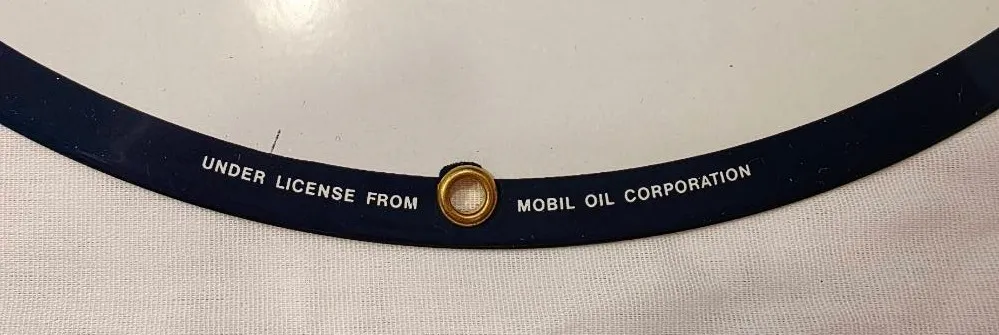 UNDER LICENSE FROM MOBIL OIL CORPORATION